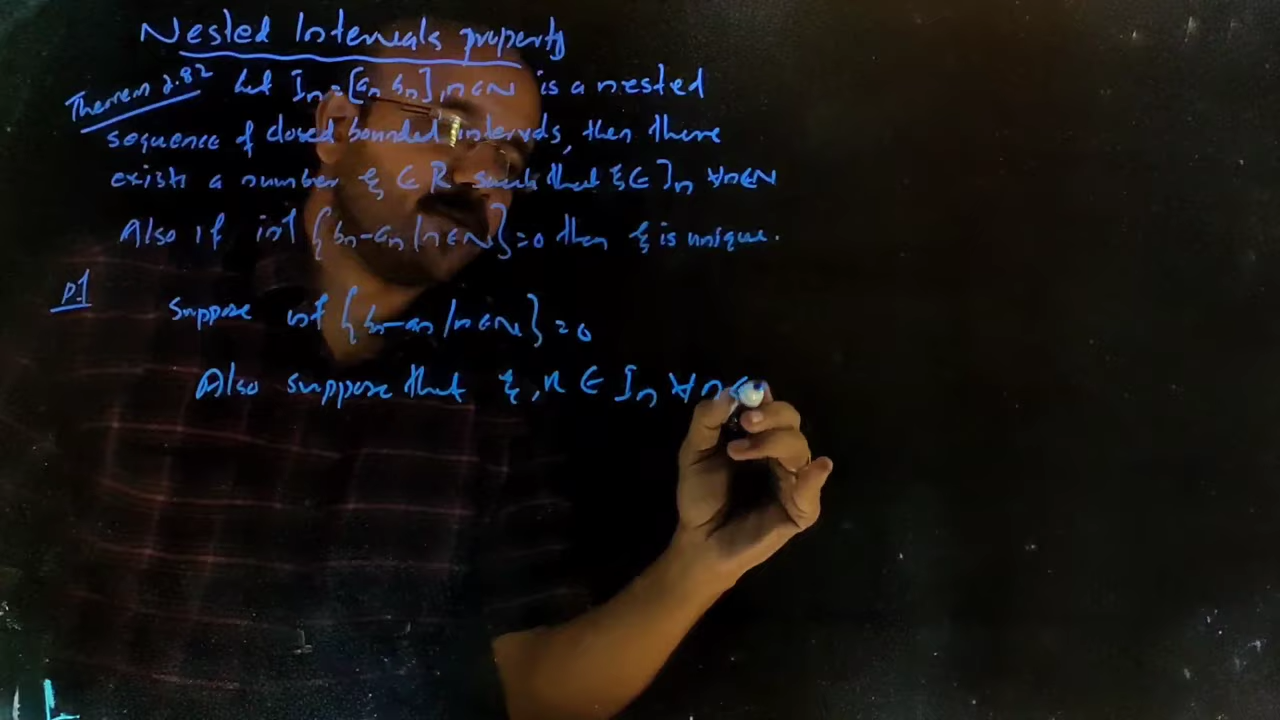 Nested Intervals property
Theorem 2.82 Let Iₙ = [aₙ bₙ], n∈N is a nested
sequence of closed bounded intervals, then there
exists a number ξ ∈ R such that ξ ∈ Iₙ ∀n∈N
Also if inf {bₙ-aₙ / n∈N}=0 then ξ is unique.
Pf Suppose inf {bₙ-aₙ / n∈N} = 0
Also suppose that ξ, η ∈ Iₙ ∀n∈